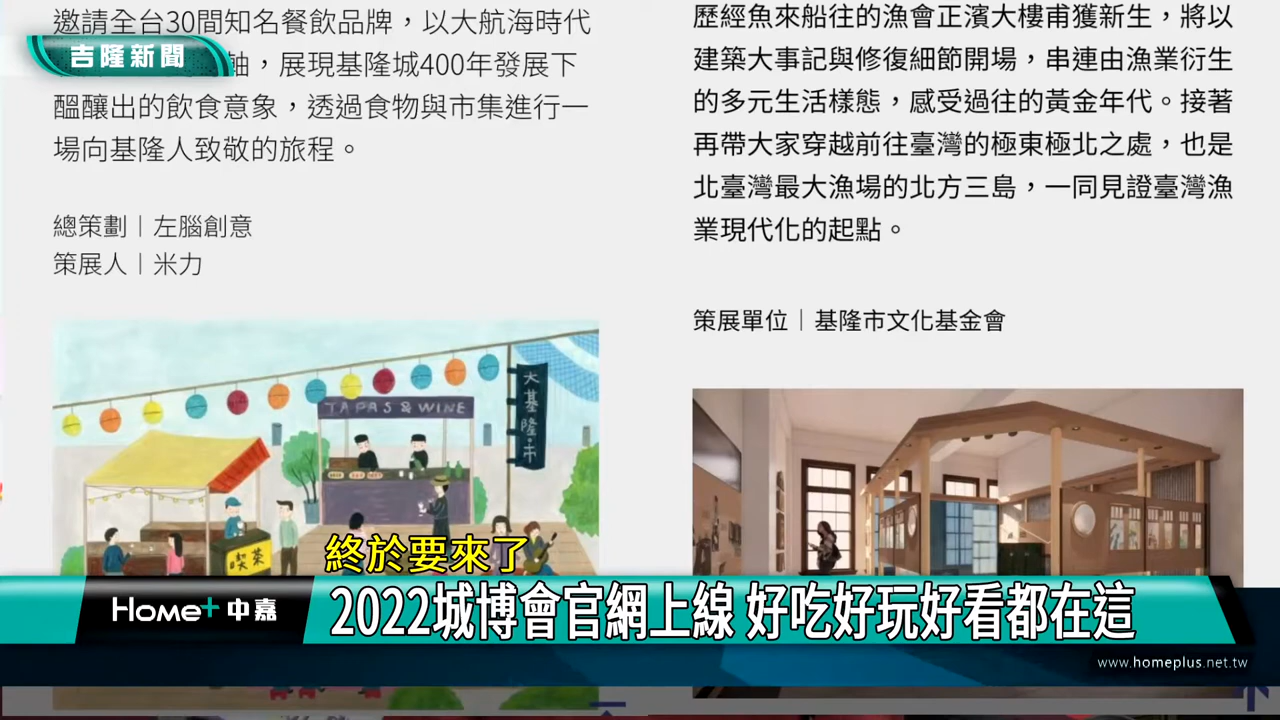 邀請全台30間知名餐飲品牌，以大航海時代
吉隆新聞
軸，展現基隆城400年發展下
醞釀出的飲食意象，透過食物與市集進行一
場向基隆人致敬的旅程。
總策劃｜左腦創意
策展人｜米力
TAPAS & WINE
大基隆・市
喫茶
歷經魚來船往的漁會正濱大樓甫獲新生，將以
建築大事記與修復細節開場，串連由漁業衍生
的多元生活樣態，感受過往的黃金年代。接著
再帶大家穿越前往臺灣的極東極北之處，也是
北臺灣最大漁場的北方三島，一同見證臺灣漁
業現代化的起點。
策展單位｜基隆市文化基金會
終於要來了
Home+中嘉
2022城博會官網上線 好吃好玩好看都在這
www.homeplus.net.tw